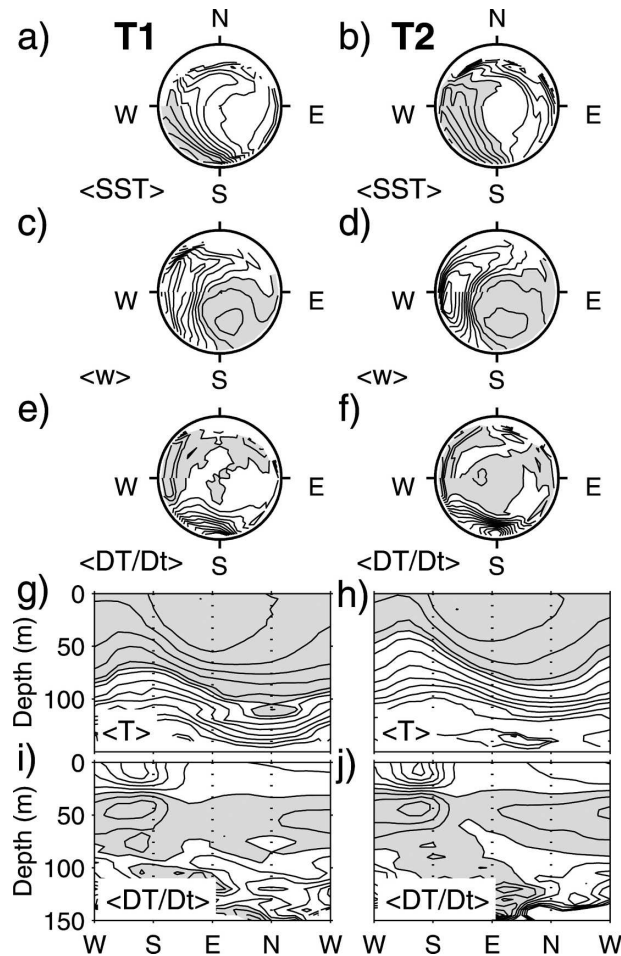 a) T1 N b) T2 N
W E W E
<SST> S <SST> S
c) d)
W E W E
<w> S <w> S
e) f)
W E W E
<DT/Dt> S <DT/Dt> S
g) h)
0
50
100
Depth (m)
<T> <T>
i) j)
0
50
100
150
Depth (m)
<DT/Dt> <DT/Dt>
W S E N W W S E N W